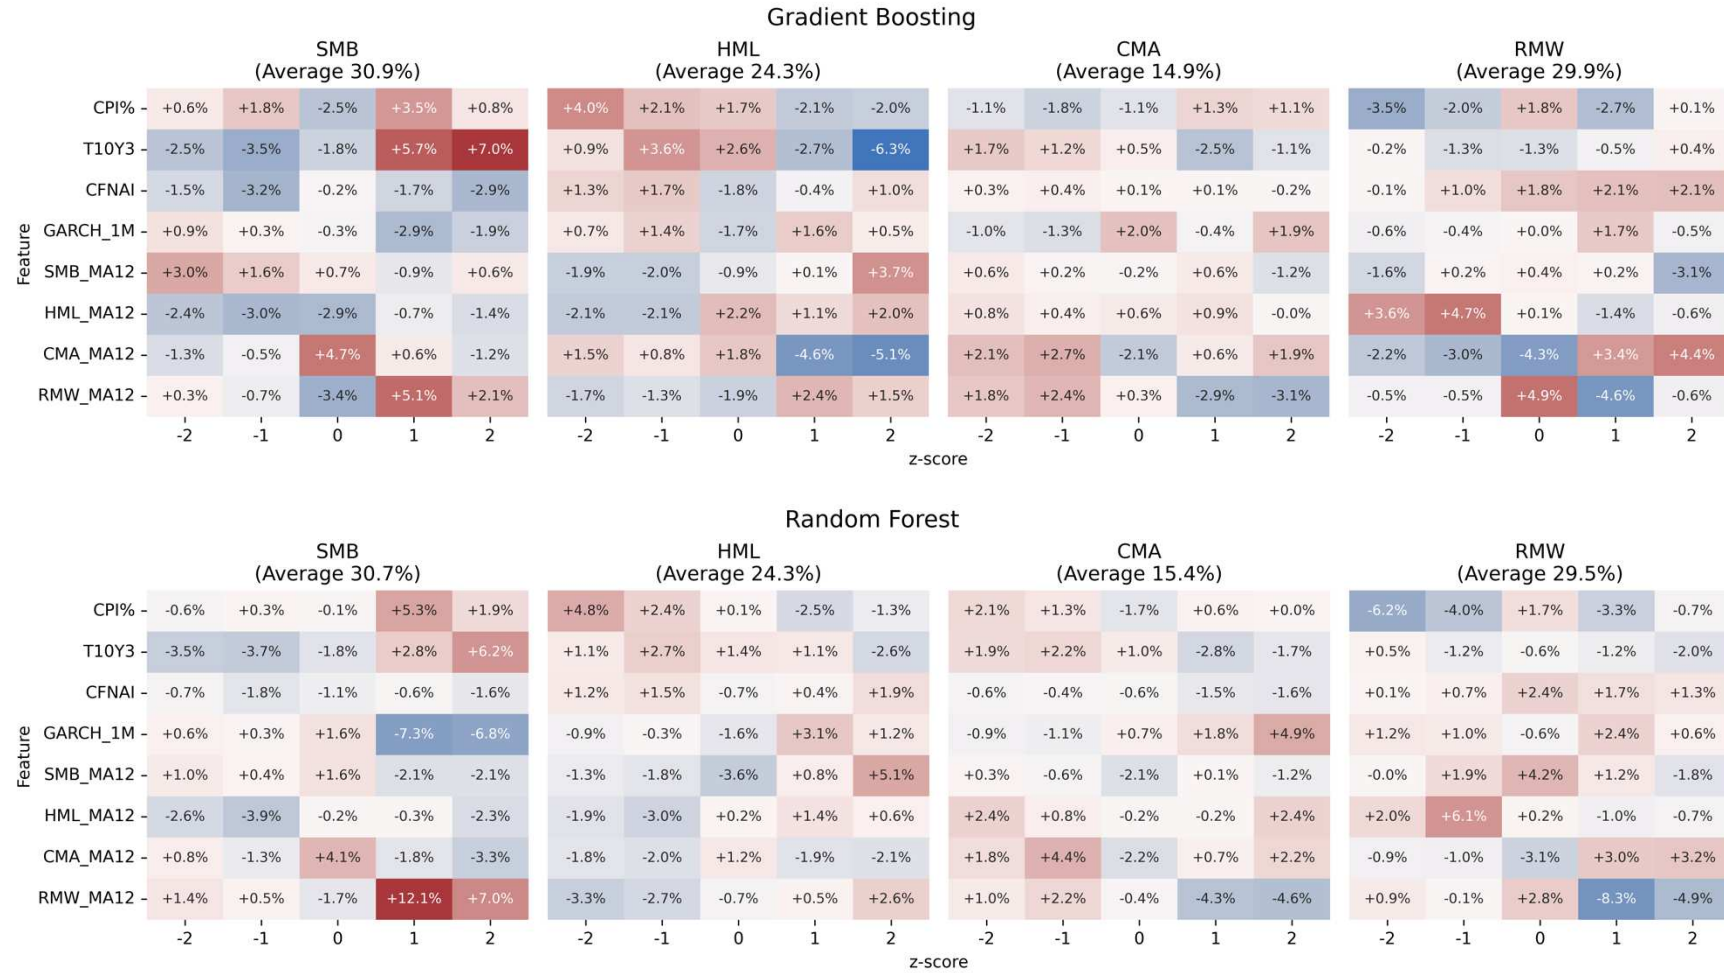 Gradient Boosting
SMB HML CMA RMW
(Average 30.9%) (Average 24.3%) (Average 14.9%) (Average 29.9%)
CPI% +0.6% +1.8% -2.5% +3.5% +0.8% +4.0% +2.1% +1.7% -2.1% -2.0% -1.1% -1.8% -1.1% +1.3% +1.1% -3.5% -2.0% +1.8% -2.7% +0.1%
T10Y3 -2.5% -3.5% -1.8% +5.7% +7.0% +0.9% +3.6% +2.6% -2.7% -6.3% +1.7% +1.2% +0.5% -2.5% -1.1% -0.2% -1.3% -1.3% -0.5% +0.4%
CFNAI -1.5% -3.2% -0.2% -1.7% -2.9% +1.3% +1.7% -1.8% -0.4% +1.0% +0.3% +0.4% +0.1% +0.1% -0.2% -0.1% +1.0% +1.8% +2.1% +2.1%
Feature
GARCH_1M +0.9% +0.3% -0.3% -2.9% -1.9% +0.7% +1.4% -1.7% +1.6% +0.5% -1.0% -1.3% +2.0% -0.4% +1.9% -0.6% -0.4% +0.0% +1.7% -0.5%
SMB_MA12 +3.0% +1.6% +0.7% -0.9% +0.6% -1.9% -2.0% -0.9% +0.1% +3.7% +0.6% +0.2% -0.2% +0.6% -1.2% -1.6% +0.2% +0.4% +0.2% -3.1%
HML_MA12 -2.4% -3.0% -2.9% -0.7% -1.4% -2.1% -2.1% +2.2% +1.1% +2.0% +0.8% +0.4% +0.6% +0.9% -0.0% +3.6% +4.7% +0.1% -1.4% -0.6%
CMA_MA12 -1.3% -0.5% +4.7% +0.6% -1.2% +1.5% +0.8% +1.8% -4.6% -5.1% +2.1% +2.7% -2.1% +0.6% +1.9% -2.2% -3.0% -4.3% +3.4% +4.4%
RMW_MA12 +0.3% -0.7% -3.4% +5.1% +2.1% -1.7% -1.3% -1.9% +2.4% +1.5% +1.8% +2.4% +0.3% -2.9% -3.1% -0.5% -0.5% +4.9% -4.6% -0.6%
-2 -1 0 1 2 -2 -1 0 1 2 -2 -1 0 1 2 -2 -1 0 1 2
z-score
Random Forest
SMB HML CMA RMW
(Average 30.7%) (Average 24.3%) (Average 15.4%) (Average 29.5%)
CPI% -0.6% +0.3% -0.1% +5.3% +1.9% +4.8% +2.4% +0.1% -2.5% -1.3% +2.1% +1.3% -1.7% +0.6% +0.0% -6.2% -4.0% +1.7% -3.3% -0.7%
T10Y3 -3.5% -3.7% -1.8% +2.8% +6.2% +1.1% +2.7% +1.4% +1.1% -2.6% +1.9% +2.2% +1.0% -2.8% -1.7% +0.5% -1.2% -0.6% -1.2% -2.0%
CFNAI -0.7% -1.8% -1.1% -0.6% -1.6% +1.2% +1.5% -0.7% +0.4% +1.9% -0.6% -0.4% -0.6% -1.5% -1.6% +0.1% +0.7% +2.4% +1.7% +1.3%
Feature
GARCH_1M +0.6% +0.3% +1.6% -7.3% -6.8% -0.9% -0.3% -1.6% +3.1% +1.2% -0.9% -1.1% +0.7% +1.8% +4.9% +1.2% +1.0% -0.6% +2.4% +0.6%
SMB_MA12 +1.0% +0.4% +1.6% -2.1% -2.1% -1.3% -1.8% -3.6% +0.8% +5.1% +0.3% -0.6% -2.1% +0.1% -1.2% -0.0% +1.9% +4.2% +1.2% -1.8%
HML_MA12 -2.6% -3.9% -0.2% -0.3% -2.3% -1.9% -3.0% +0.2% +1.4% +0.6% +2.4% +0.8% -0.2% -0.2% +2.4% +2.0% +6.1% +0.2% -1.0% -0.7%
CMA_MA12 +0.8% -1.3% +4.1% -1.8% -3.3% -1.8% -2.0% +1.2% -1.9% -2.1% +1.8% +4.4% -2.2% +0.7% +2.2% -0.9% -1.0% -3.1% +3.0% +3.2%
RMW_MA12 +1.4% +0.5% -1.7% +12.1% +7.0% -3.3% -2.7% -0.7% +0.5% +2.6% +1.0% +2.2% -0.4% -4.3% -4.6% +0.9% -0.1% +2.8% -8.3% -4.9%
-2 -1 0 1 2 -2 -1 0 1 2 -2 -1 0 1 2 -2 -1 0 1 2
z-score